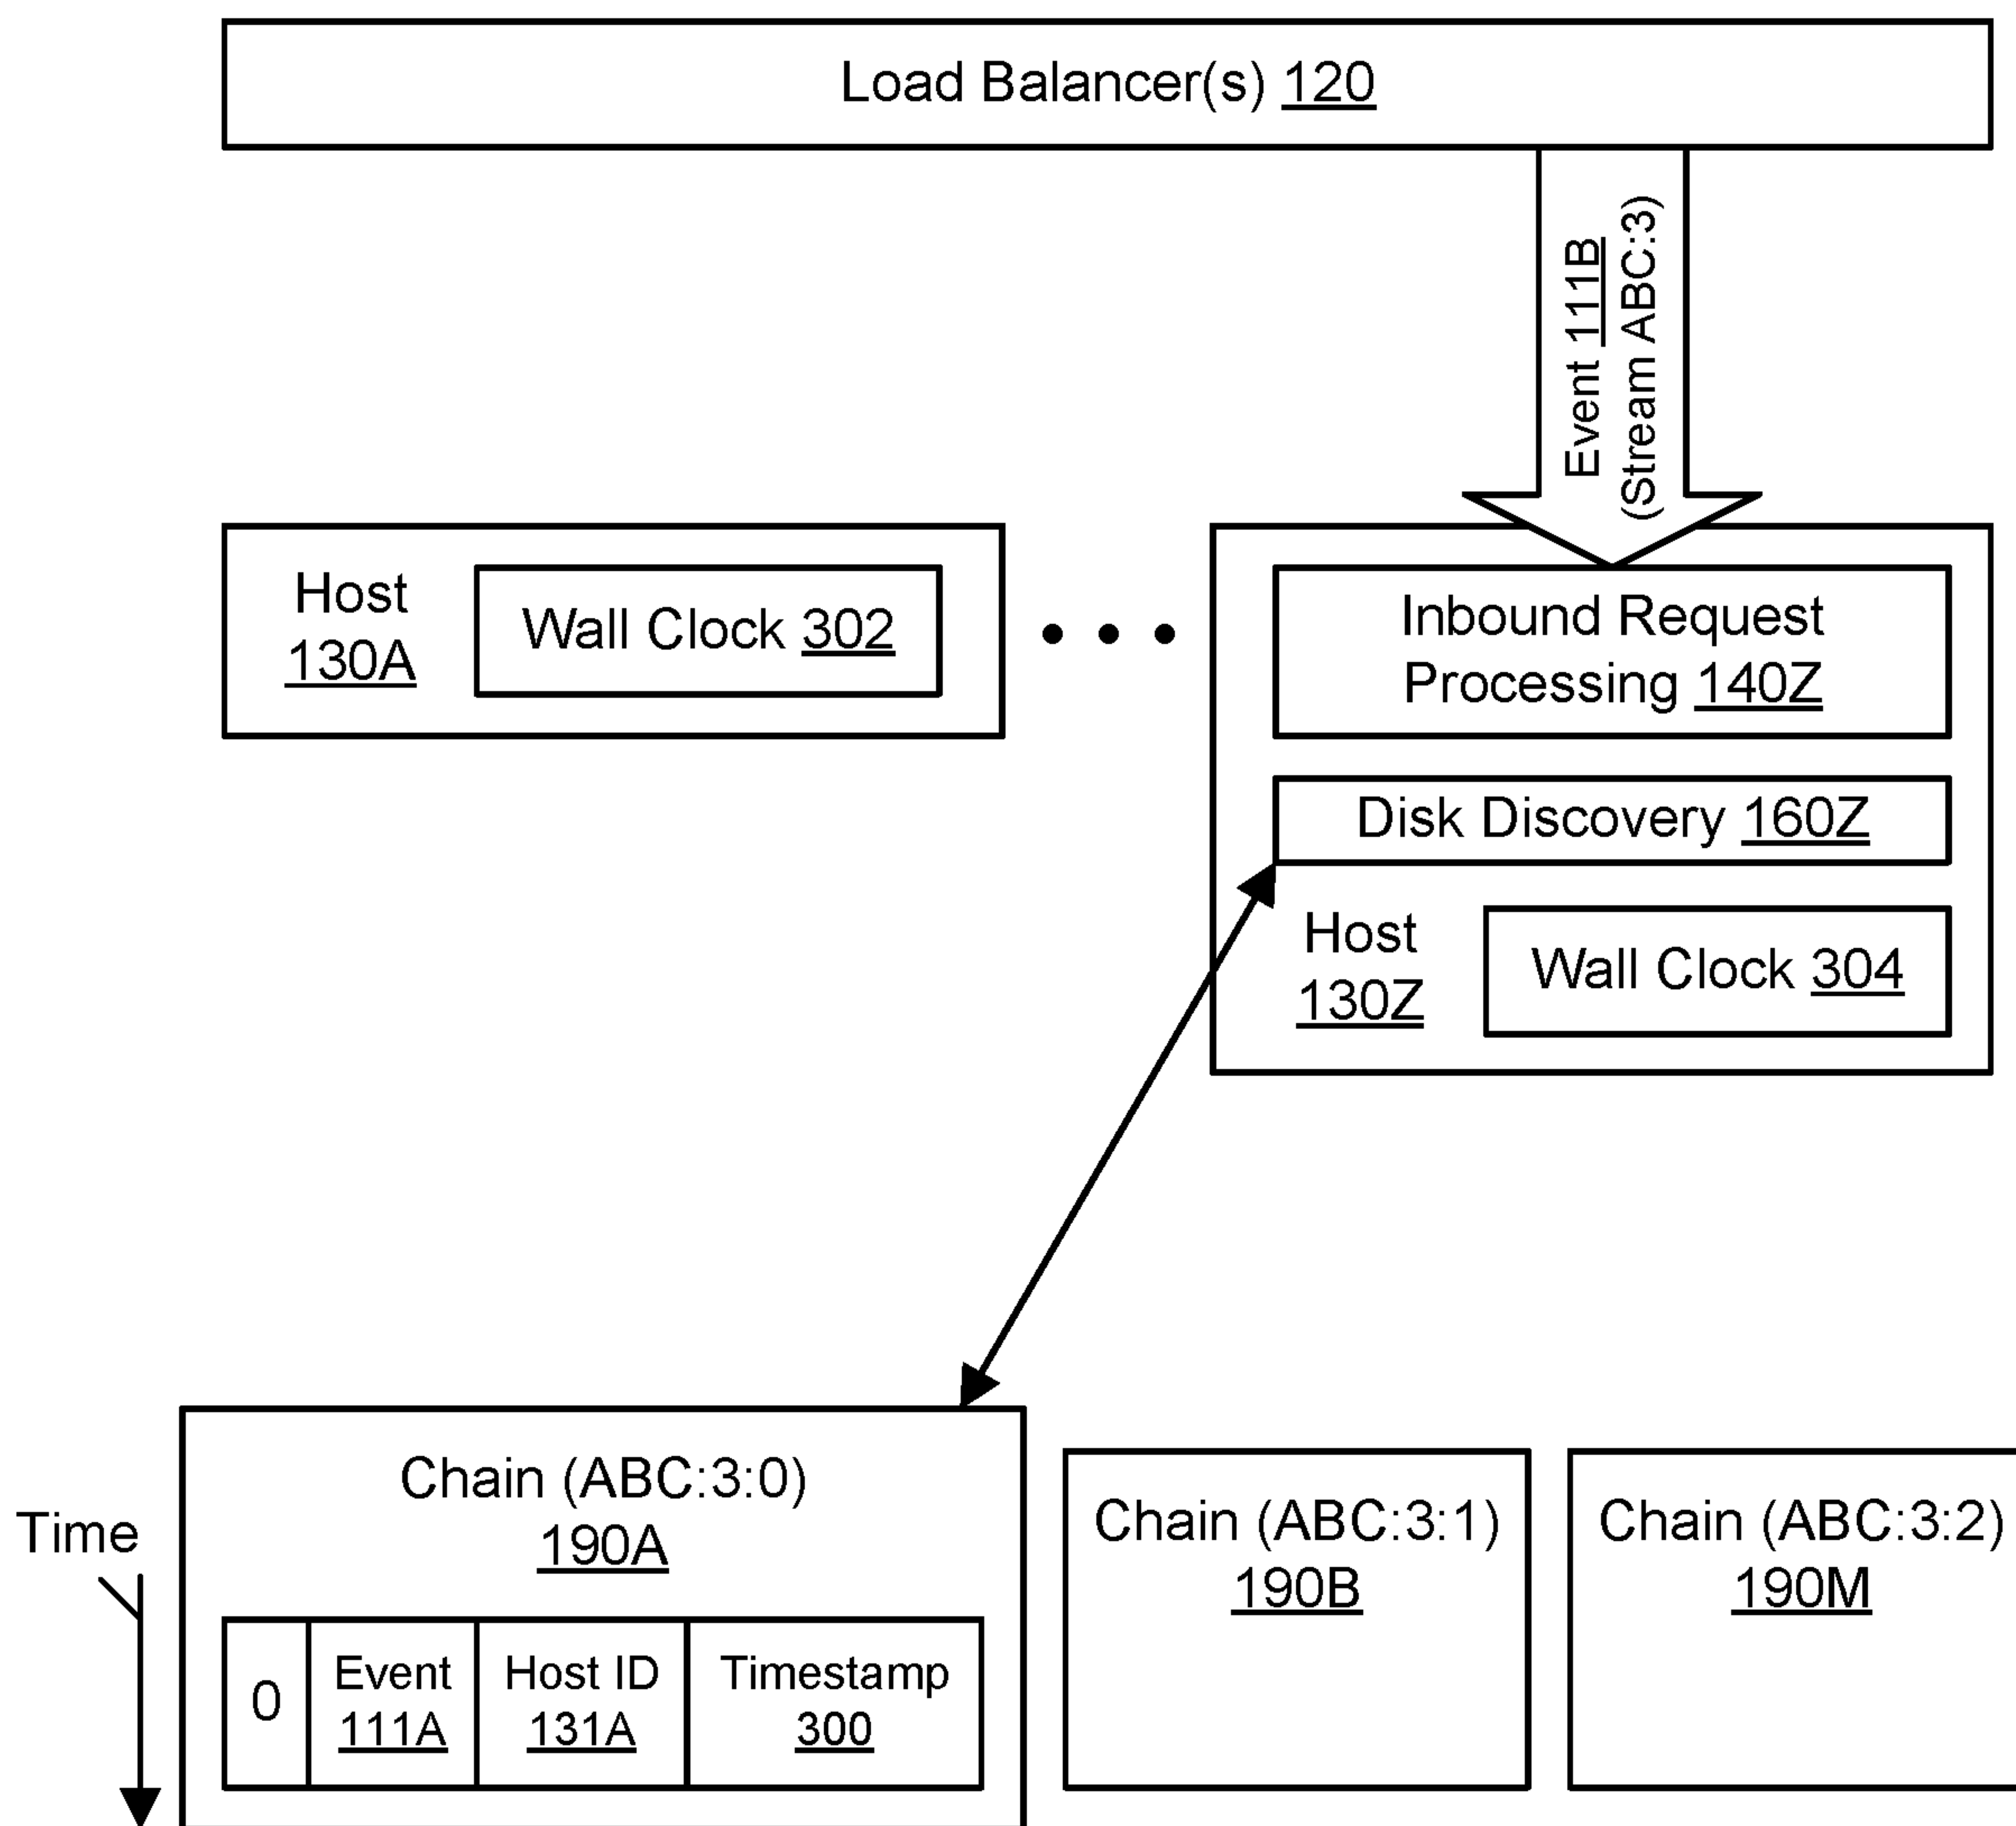 Load Balancer(s) 120
Event 111B
(Stream ABC:3)
Host
130A
Wall Clock 302
Inbound Request
Processing 140Z
Disk Discovery 160Z
Host
130Z
Wall Clock 304
Time
Chain (ABC:3:0)
190A
0
Event
111A
Host ID
131A
Timestamp
300
Chain (ABC:3:1)
190B
Chain (ABC:3:2)
190M